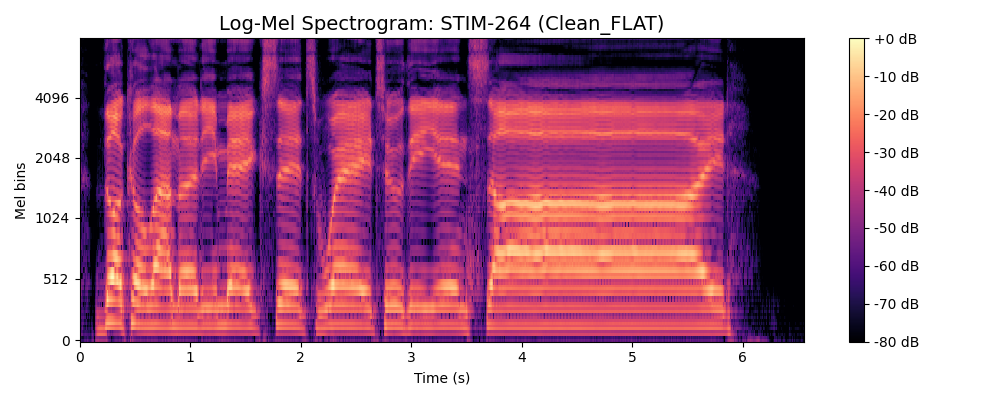 Log-Mel Spectrogram: STIM-264 (Clean_FLAT)
Mel bins
4096
2048
1024
512
0
0 1 2 3 4 5 6
Time (s)
+0 dB
-10 dB
-20 dB
-30 dB
-40 dB
-50 dB
-60 dB
-70 dB
-80 dB